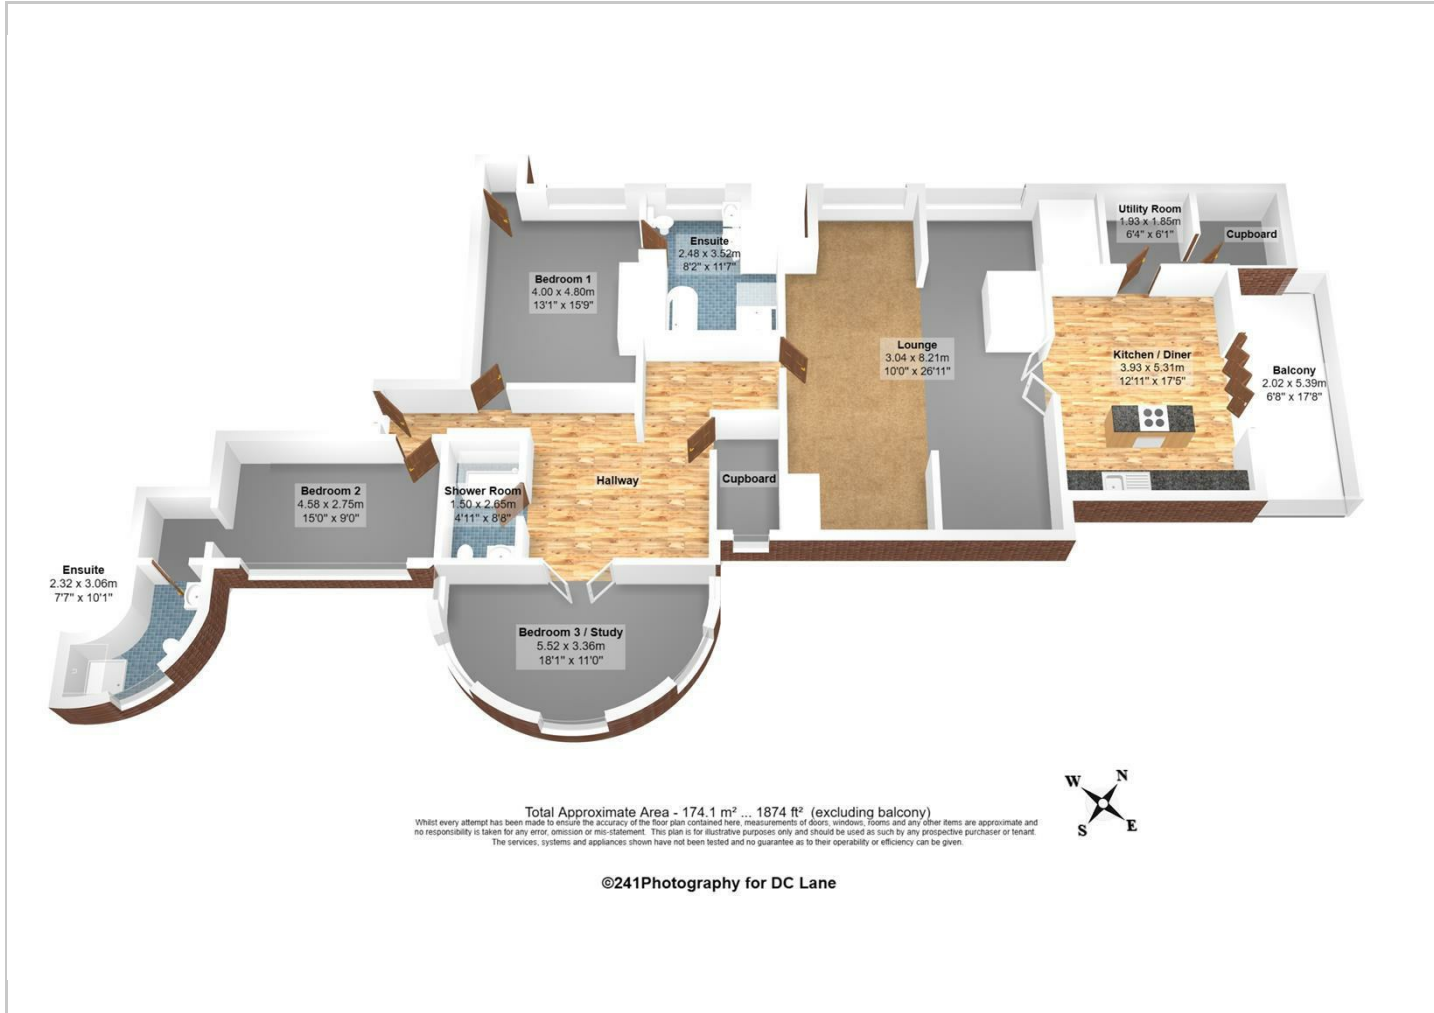 Utility Room
1.93 x 1.85m
6'4" x 6'1"
Cupboard
Ensuite
2.48 x 3.52m
8'2" x 11'7"
Bedroom 1
4.00 x 4.80m
13'1" x 15'9"
Lounge
3.04 x 8.21m
10'0" x 26'11"
Kitchen / Diner
3.93 x 5.31m
12'11" x 17'5"
Balcony
2.02 x 5.39m
6'8" x 17'8"
Bedroom 2
4.58 x 2.75m
15'0" x 9'0"
Shower Room
1.50 x 2.65m
4'11" x 8'8"
Hallway
Cupboard
Ensuite
2.32 x 3.06m
7'7" x 10'1"
Bedroom 3 / Study
5.52 x 3.36m
18'1" x 11'0"
W N
S E
Total Approximate Area - 174.1 m² ... 1874 ft² (excluding balcony)
Whilst every attempt has been made to ensure the accuracy of the floor plan contained here, measurements of doors, windows, rooms and any other items are approximate and
no responsibility is taken for any error, omission or mis-statement. This plan is for illustrative purposes only and should be used as such by any prospective purchaser or tenant.
The services, systems and appliances shown have not been tested and no guarantee as to their operability or efficiency can be given.
©241Photography for DC Lane